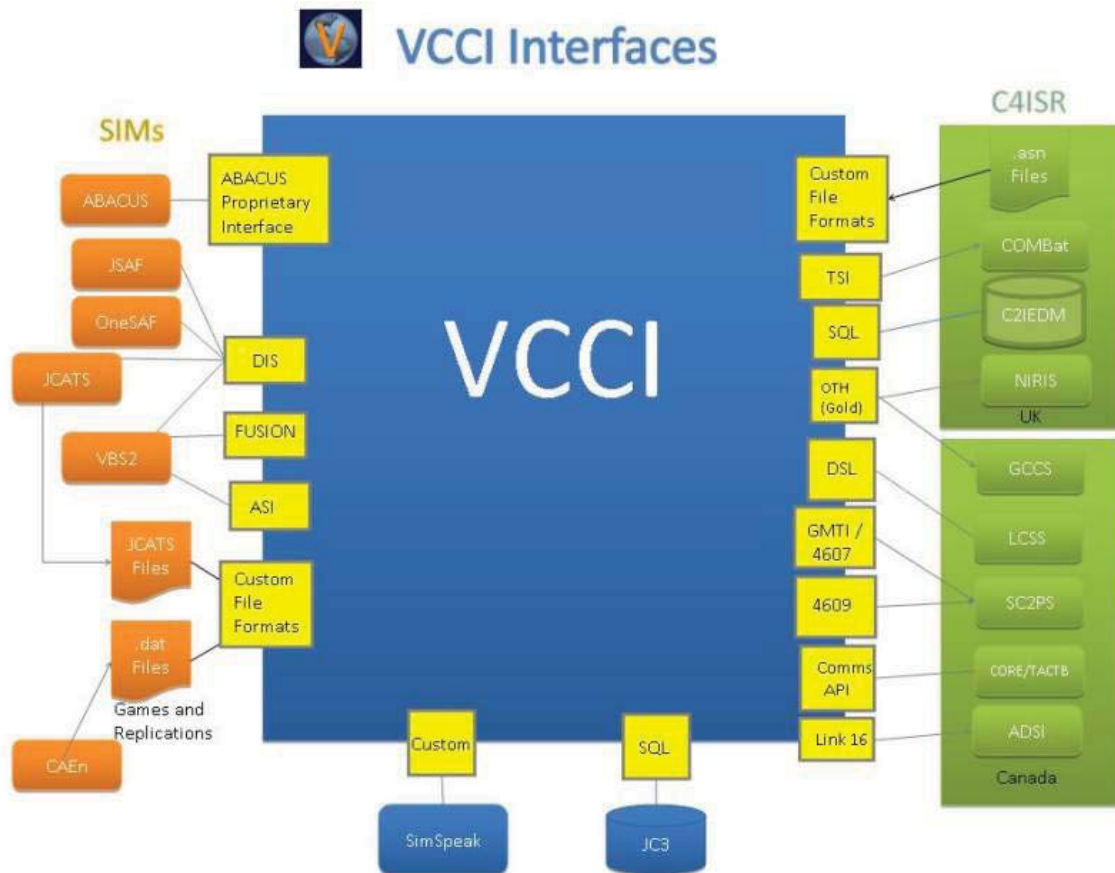 V
VCCI Interfaces
SIMs
ABACUS
JSAF
OneSAF
JCATS
VBS2
JCATS
Files
.dat
Files
Games and
Replications
CAEn
ABACUS
Proprietary
Interface
DIS
FUSION
ASI
Custom
File
Formats
VCCI
Custom
SimSpeak
SQL
JC3
Custom
File
Formats
TSI
SQL
OTH
(Gold)
DSL
GMTI /
4607
4609
Comms
API
Link 16
C4ISR
.asn
Files
COMBat
C2IEDM
NIRIS
UK
GCCS
LCSS
SC2PS
CORE/TACTB
ADSI
Canada